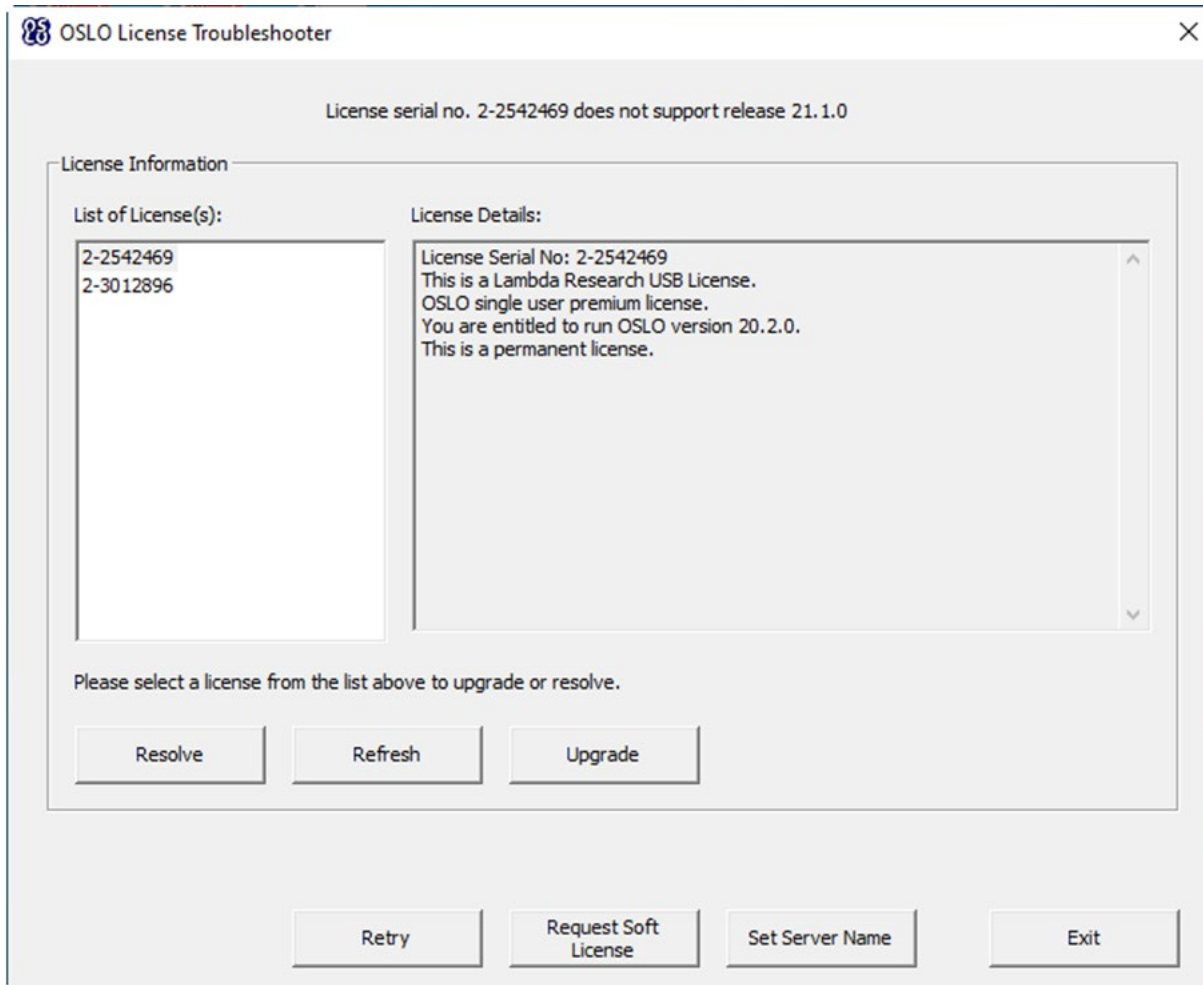 OSLO License Troubleshooter
License serial no. 2-2542469 does not support release 21.1.0
License Information
List of License(s):
2-2542469
2-3012896
License Details:
License Serial No: 2-2542469
This is a Lambda Research USB License.
OSLO single user premium license.
You are entitled to run OSLO version 20.2.0.
This is a permanent license.
Please select a license from the list above to upgrade or resolve.
Resolve
Refresh
Upgrade
Retry
Request Soft
License
Set Server Name
Exit